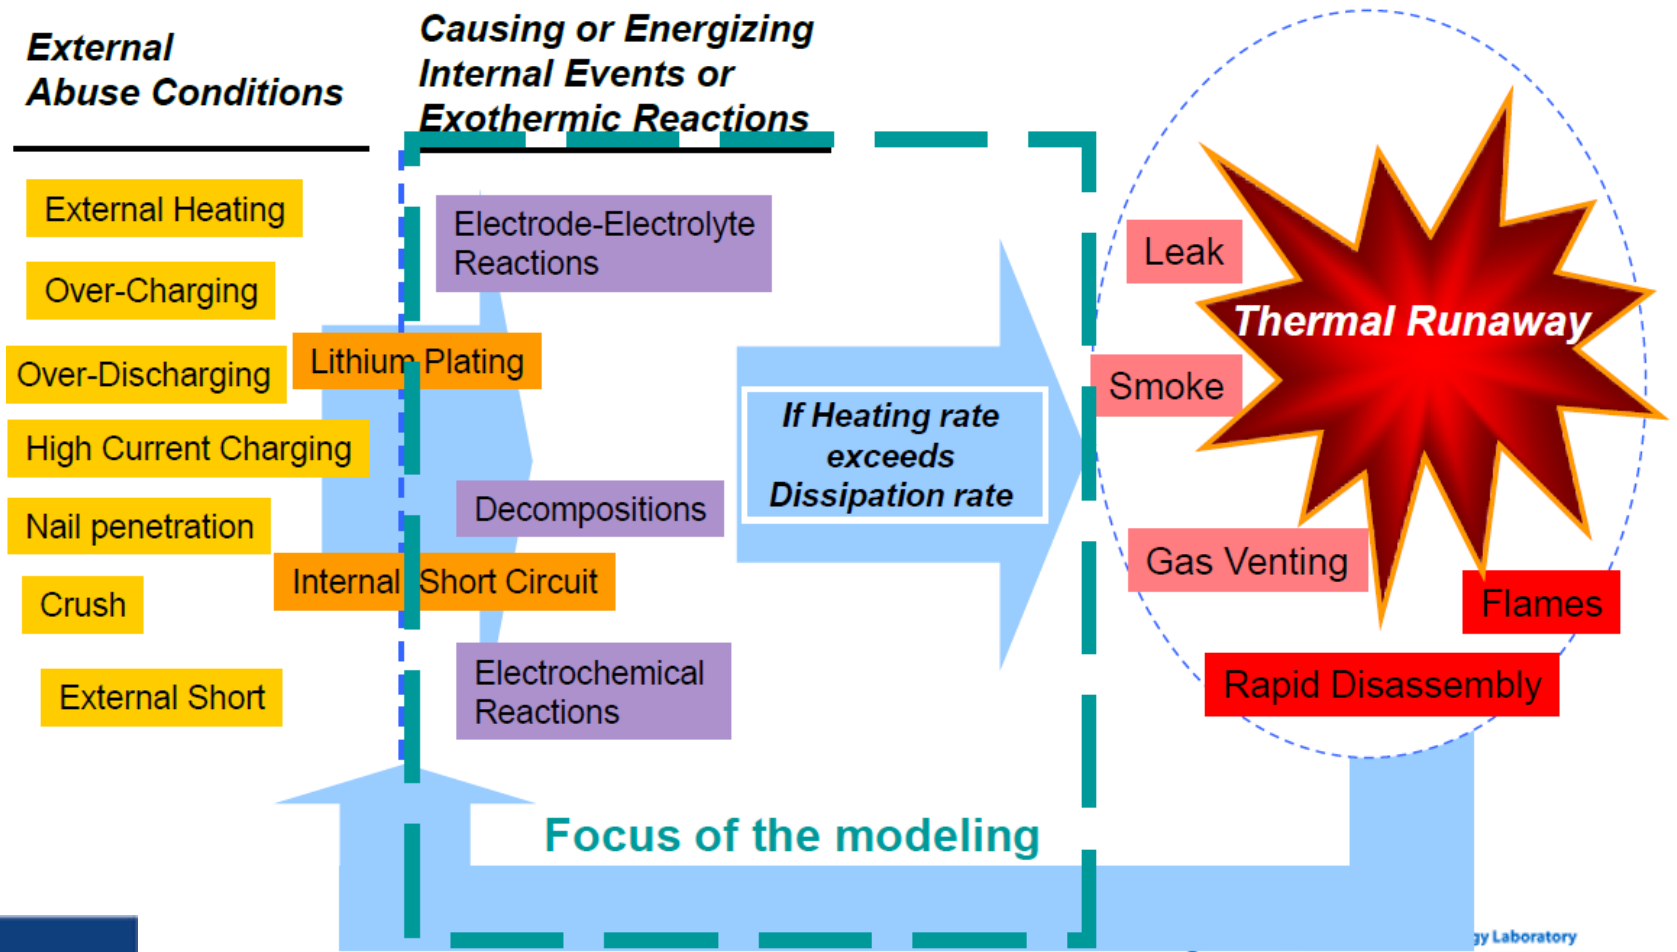 External
Abuse Conditions
Causing or Energizing
Internal Events or
Exothermic Reactions
External Heating
Over-Charging
Over-Discharging
High Current Charging
Nail penetration
Crush
External Short
Lithium Plating
Internal Short Circuit
Electrode-Electrolyte
Reactions
Decompositions
Electrochemical
Reactions
If Heating rate
exceeds
Dissipation rate
Leak
Smoke
Gas Venting
Thermal Runaway
Flames
Rapid Disassembly
Focus of the modeling
gy Laboratory